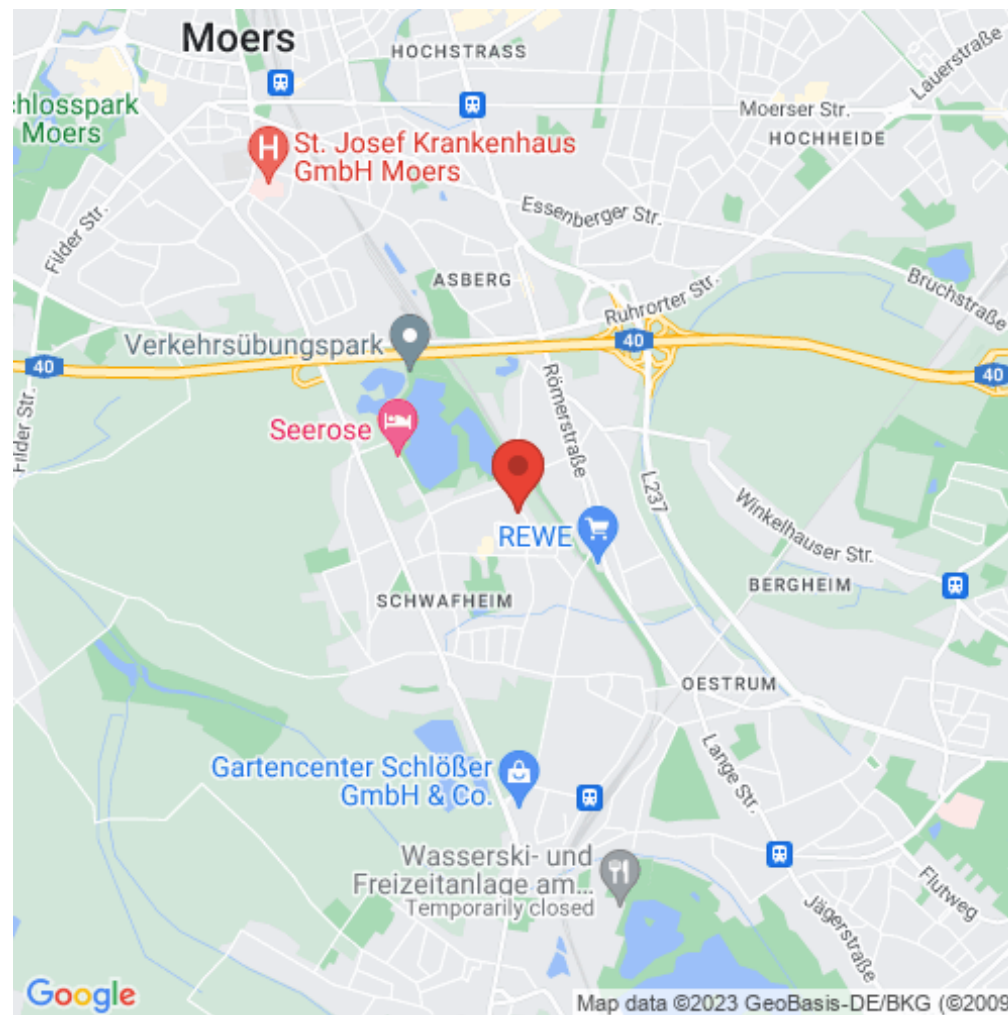 Moers
HOCHSTRASS
Lauerstraße
chlosspark
Moers
Moerser Str.
HOCHHEIDE
H
St. Josef Krankenhaus
GmbH Moers
Essenberger Str.
Filder Str.
ASBERG
Ruhrorter Str.
Bruchstraße
Verkehrsübungspark
40
40
40
Römerstraße
Filder Str.
Seerose
L237
Winkelhauser Str.
REWE
BERGHEIM
SCHWAFHEIM
OESTRUM
Lange Str.
Gartencenter Schlößer
GmbH & Co.
Wasserski- und
Freizeitanlage am...
Temporarily closed
Flutweg
Jägerstraße
Google
Map data ©2023 GeoBasis-DE/BKG (©2009